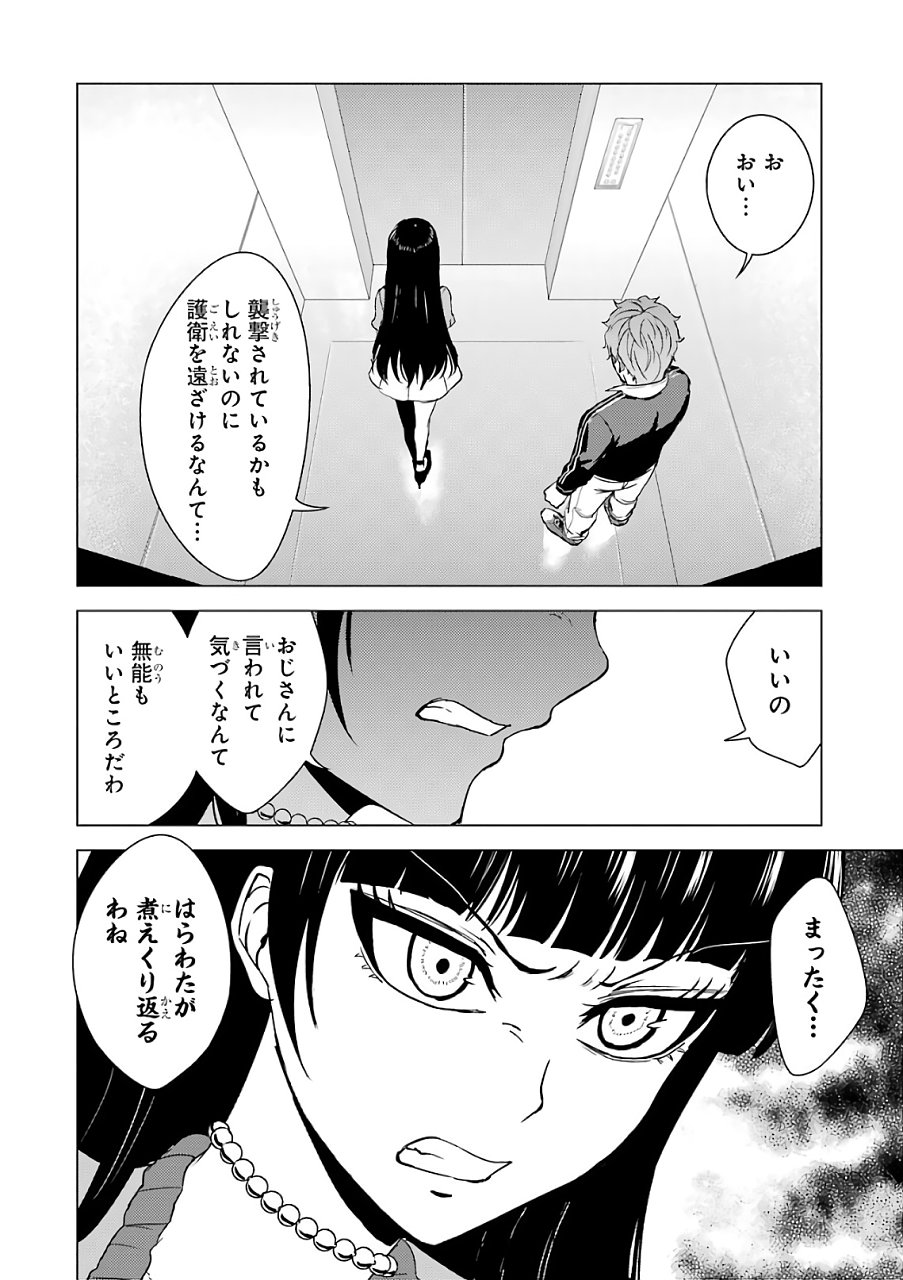 お
おい…
襲撃されているかも
しれないのに
護衛を遠ざけるなんて…
いいの
おじさんに
言われて
気づくなんて
無能も
いいところだわ
まったく…
はらわたが
煮えくり返る
わね